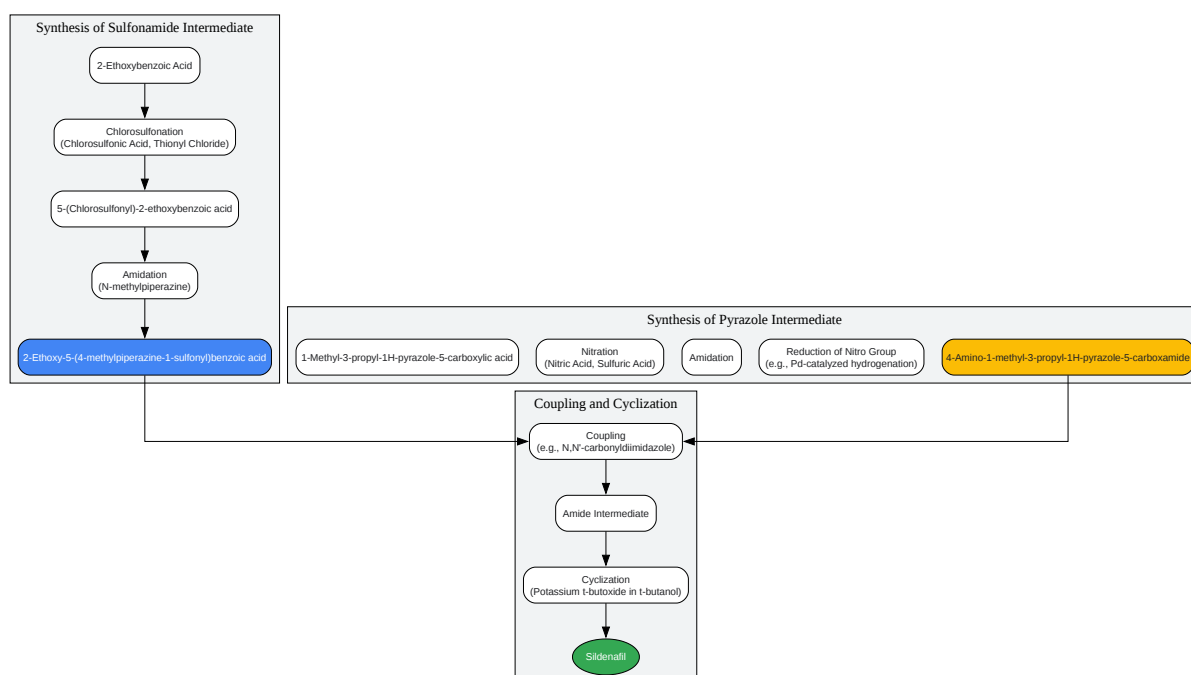 Synthesis of Sulfonamide Intermediate
2-Ethoxybenzoic Acid
Chlorosulfonation
(Chlorosulfonic Acid, Thionyl Chloride)
5-(Chlorosulfonyl)-2-ethoxybenzoic acid
Amidation
(N-methylpiperazine)
2-Ethoxy-5-(4-methylpiperazine-1-sulfonyl)benzoic acid
Synthesis of Pyrazole Intermediate
1-Methyl-3-propyl-1H-pyrazole-5-carboxylic acid
Nitration
(Nitric Acid, Sulfuric Acid)
Amidation
Reduction of Nitro Group
(e.g., Pd-catalyzed hydrogenation)
4-Amino-1-methyl-3-propyl-1H-pyrazole-5-carboxamide
Coupling and Cyclization
Coupling
(e.g., N,N'-carbonyldiimidazole)
Amide Intermediate
Cyclization
(Potassium t-butoxide in t-butanol)
Sildenafil